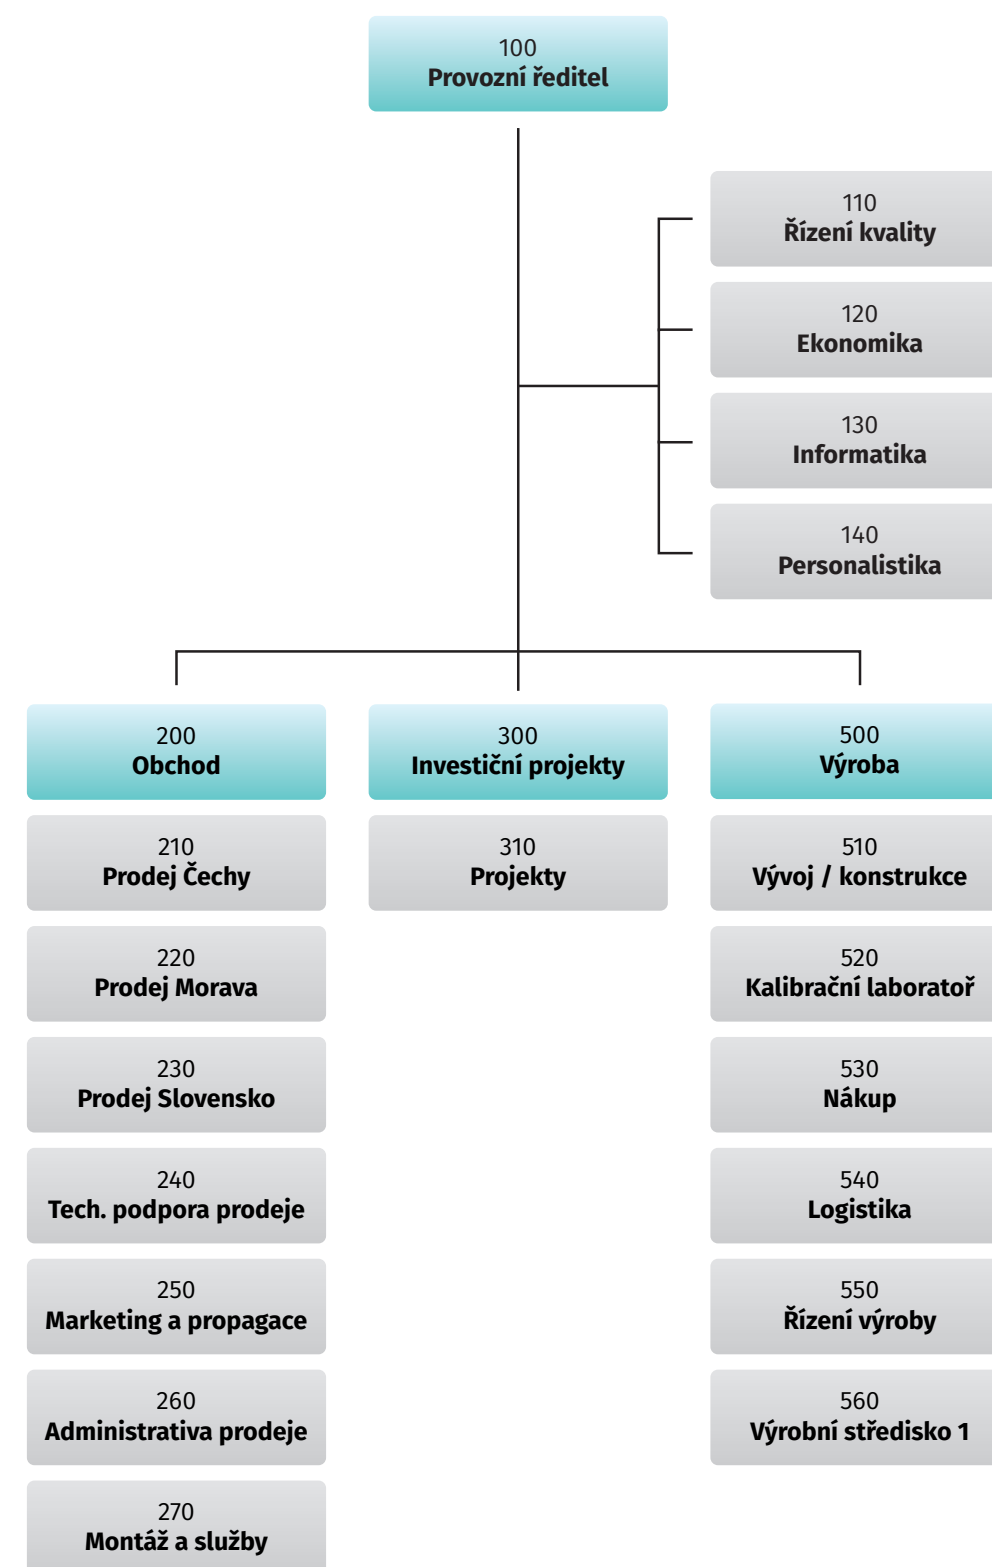 100
Provozní ředitel
110
Řízení kvality
120
Ekonomika
130
Informatika
140
Personalistika
200
Obchod
210
Prodej Čechy
220
Prodej Morava
230
Prodej Slovensko
240
Tech. podpora prodeje
250
Marketing a propagace
260
Administrativa prodeje
270
Montáž a služby
300
Investiční projekty
310
Projekty
500
Výroba
510
Vývoj / konstrukce
520
Kalibrační laboratoř
530
Nákup
540
Logistika
550
Řízení výroby
560
Výrobní středisko 1